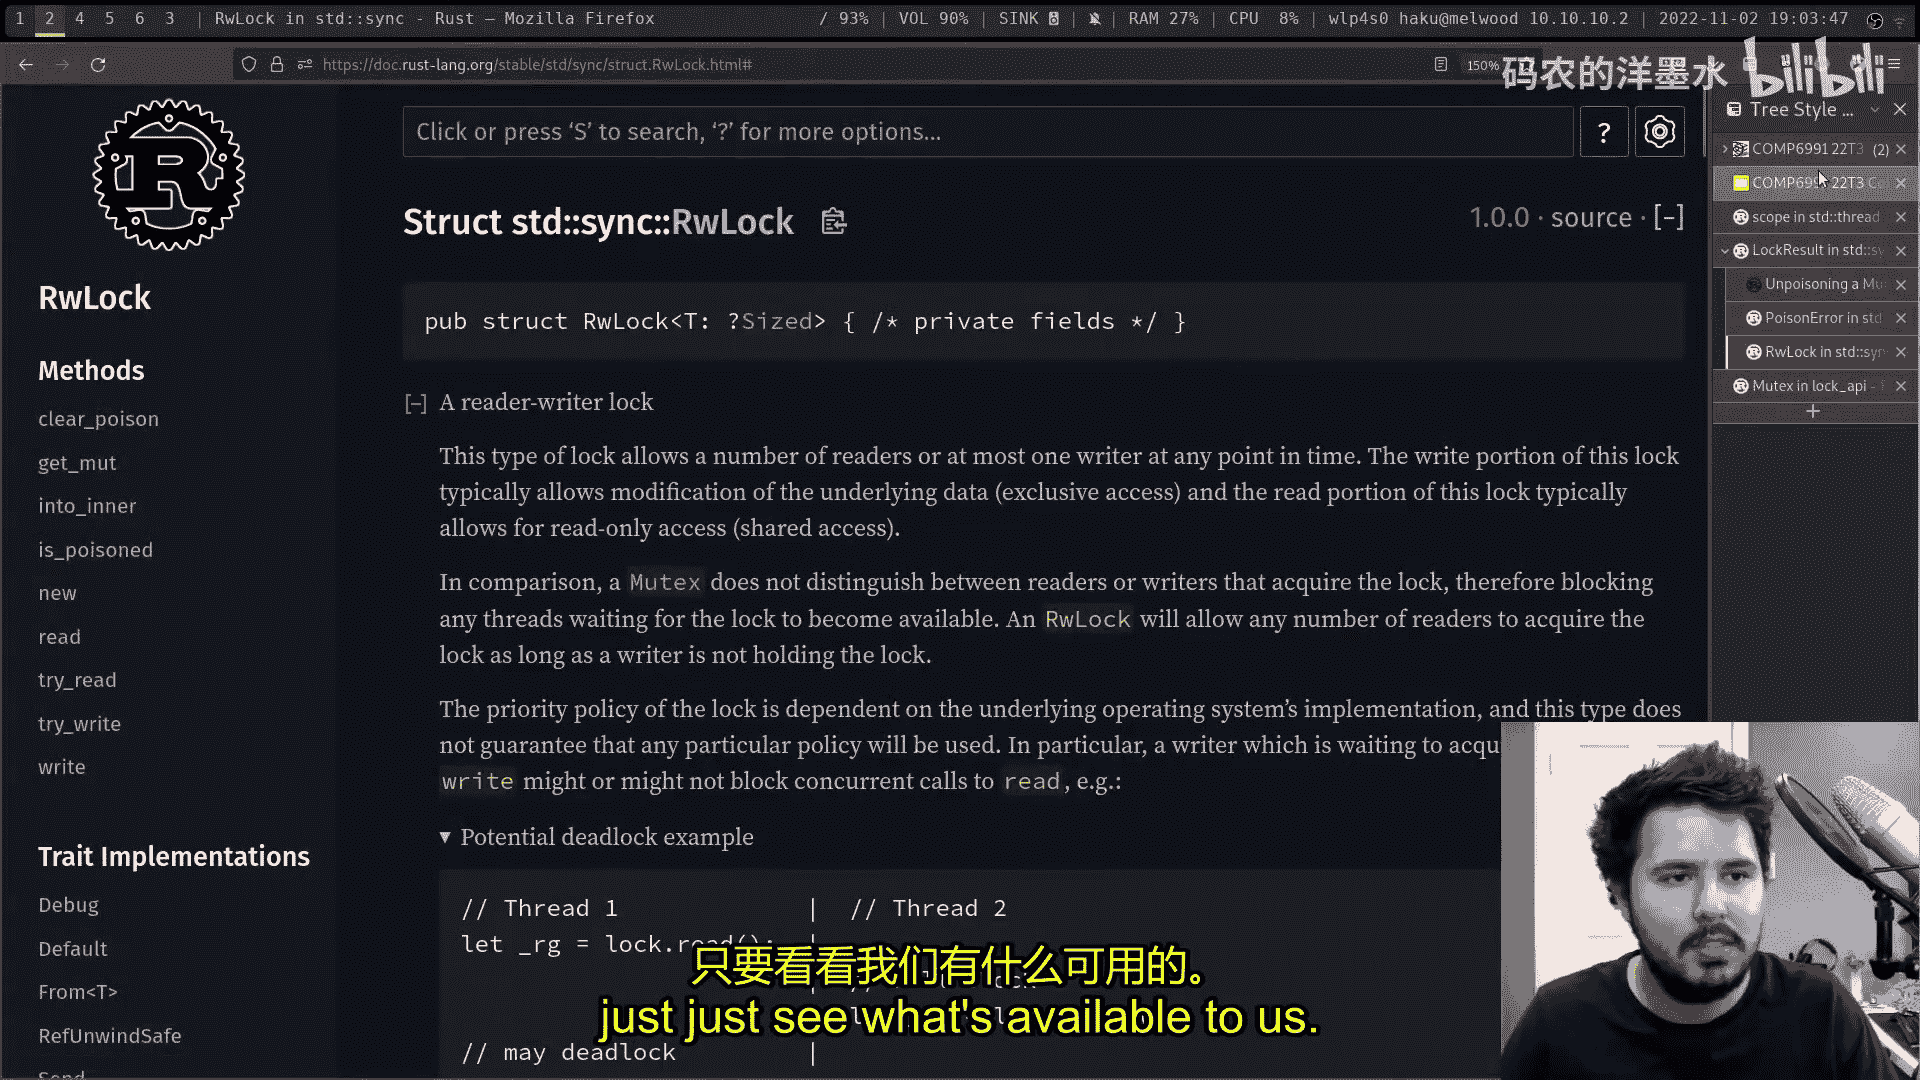 1 2 4 5 6 3 | RwLock in std::sync - Rust — Mozilla Firefox / 93% | VOL 90% | SINK | RAM 27% | CPU 8% | wlp4s0 haku@melwood 10.10.10.2 | 2022-11-02 19:03:47
https://doc.rust-lang.org/stable/std/sync/struct.RwLock.html# 150%
码农的洋墨水 bilibili
Tree Style ...
COMP6991 22T3 (2)
COMP699 22T3
scope in std::thread
LockResult in std::sy
Unpoisoning a Mu
PoisonError in std
RwLock in std::syn
Mutex in lock_api -
Click or press ‘S’ to search, ‘?’ for more options...
?
Struct std::sync::RwLock
1.0.0 · source · [-]
pub struct RwLock<T: ?Sized> { /* private fields */ }
[-] A reader-writer lock
This type of lock allows a number of readers or at most one writer at any point in time. The write portion of this lock
typically allows modification of the underlying data (exclusive access) and the read portion of this lock typically
allows for read-only access (shared access).
In comparison, a Mutex does not distinguish between readers or writers that acquire the lock, therefore blocking
any threads waiting for the lock to become available. An RwLock will allow any number of readers to acquire the
lock as long as a writer is not holding the lock.
The priority policy of the lock is dependent on the underlying operating system’s implementation, and this type does
not guarantee that any particular policy will be used. In particular, a writer which is waiting to acqu
write might or might not block concurrent calls to read, e.g.:
▼ Potential deadlock example
// Thread 1 | // Thread 2
let _rg = lock.read(); |
// may deadlock |
RwLock
Methods
clear_poison
get_mut
into_inner
is_poisoned
new
read
try_read
try_write
write
Trait Implementations
Debug
Default
From<T>
RefUnwindSafe
Send
只要看看我们有什么可用的。
just just see what's available to us.